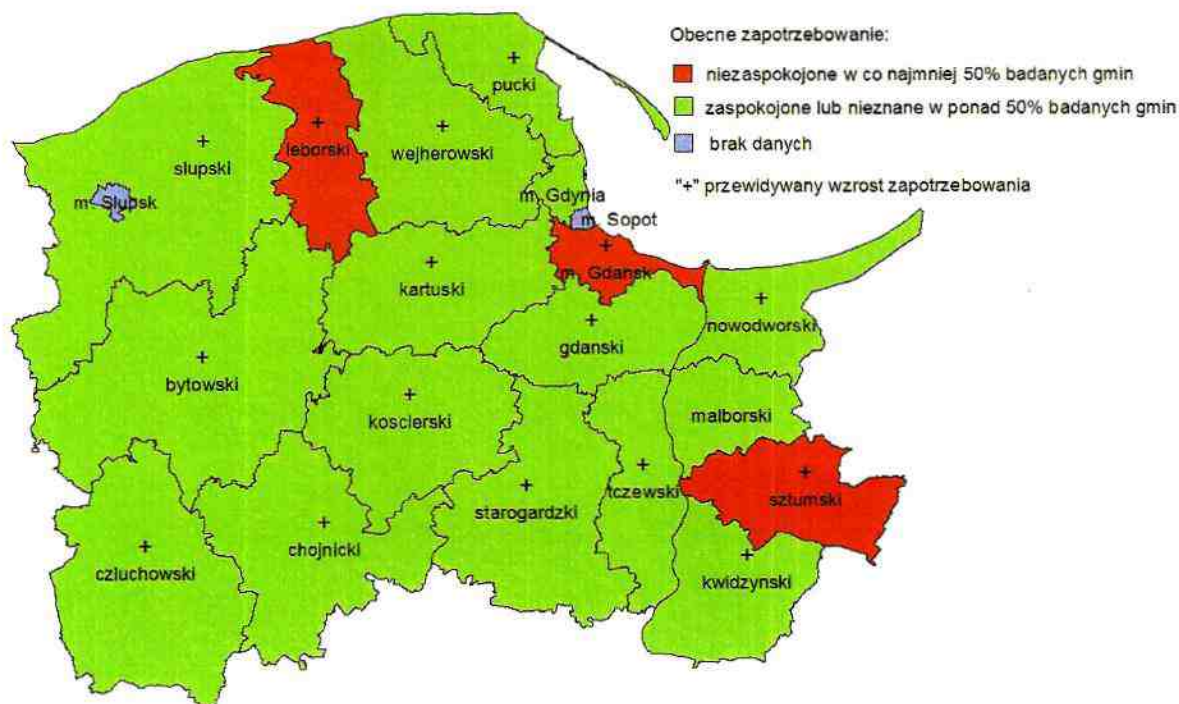 Obecne zapotrzebowanie:
niezaspokojone w co najmniej 50% badanych gmin
zaspokojone lub nieznane w ponad 50% badanych gmin
brak danych
"+" przewidywany wzrost zapotrzebowania
+
pucki
+
leborski
+
wejherowski
+
slupski
m. Slupsk
m. Gdynia
m. Sopot
+
m. Gdansk
+
kartuski
+
gdanski
+
nowodworski
+
bytowski
+
koscierski
malborski
+
starogardzki
+
tczewski
+
sztumski
+
chojnicki
+
czluchowski
+
kwidzynski